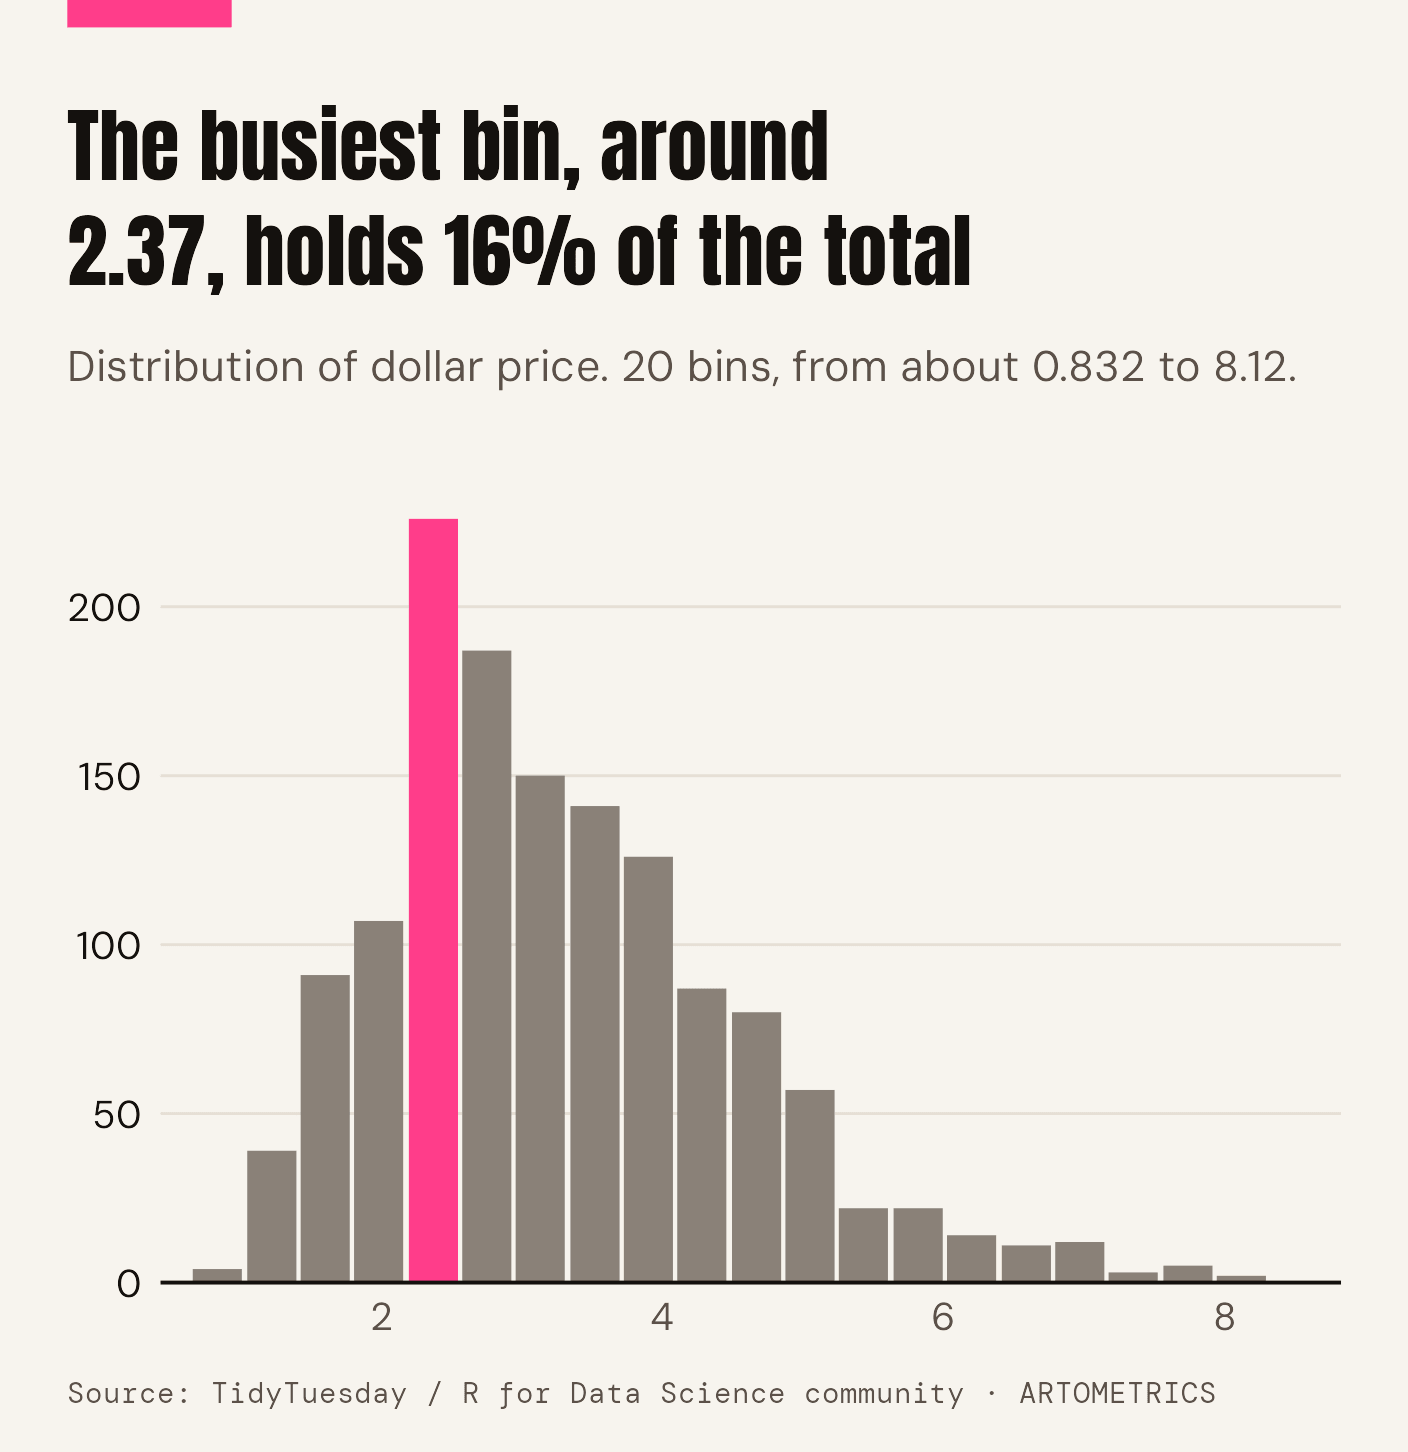 The busiest bin, around
2.37, holds 16% of the total
Distribution of dollar price. 20 bins, from about 0.832 to 8.12.
200
150
100
50
0
2 4 6 8
Source: TidyTuesday / R for Data Science community · ARTOMETRICS